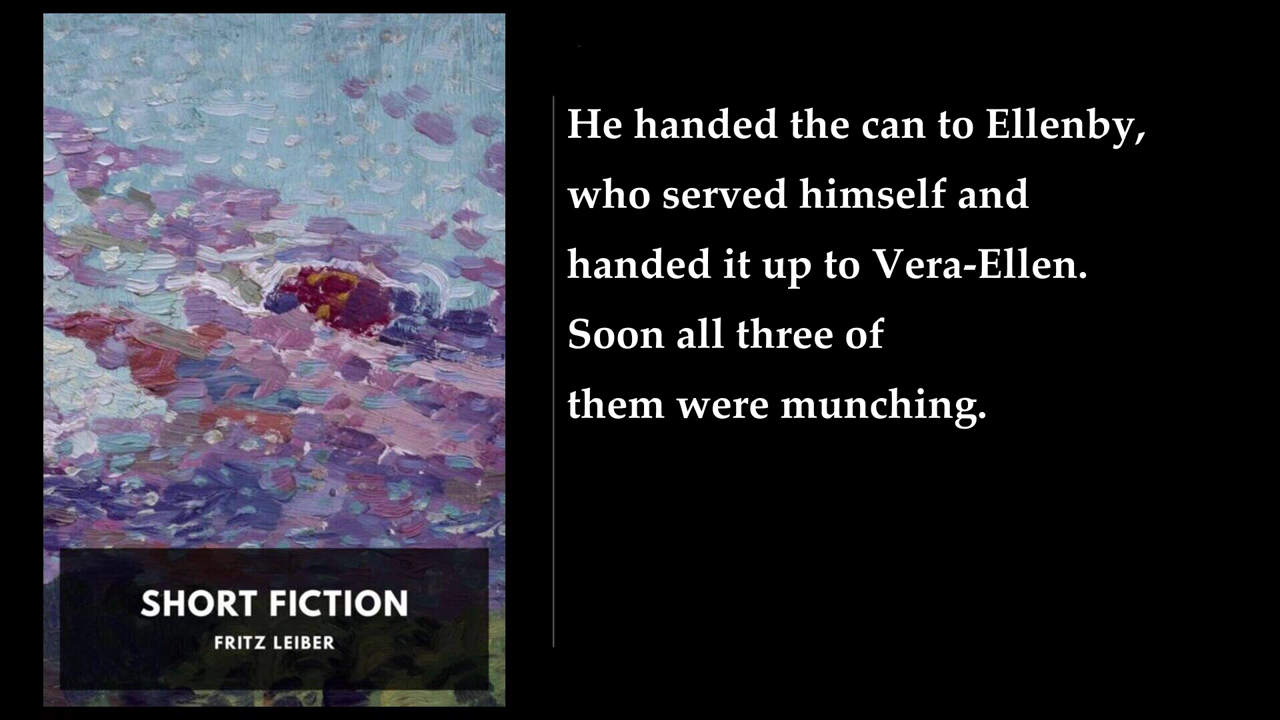 SHORT FICTION
FRITZ LEIBER
He handed the can to Ellenby,
who served himself and
handed it up to Vera-Ellen.
Soon all three of
them were munching.